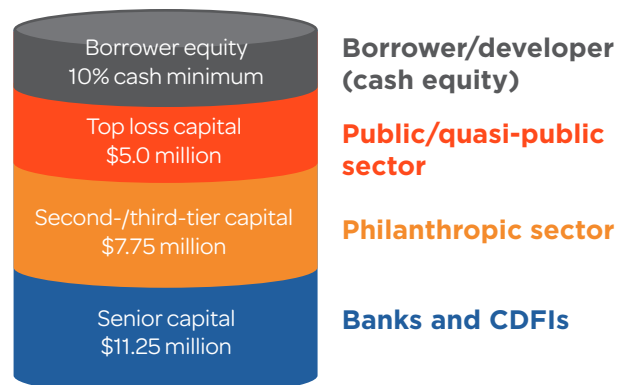 Borrower equity
10% cash minimum
Borrower/developer
(cash equity)
Top loss capital
$5.0 million
Public/quasi-public
sector
Second-/third-tier capital
$7.75 million
Philanthropic sector
Senior capital
$11.25 million
Banks and CDFIs